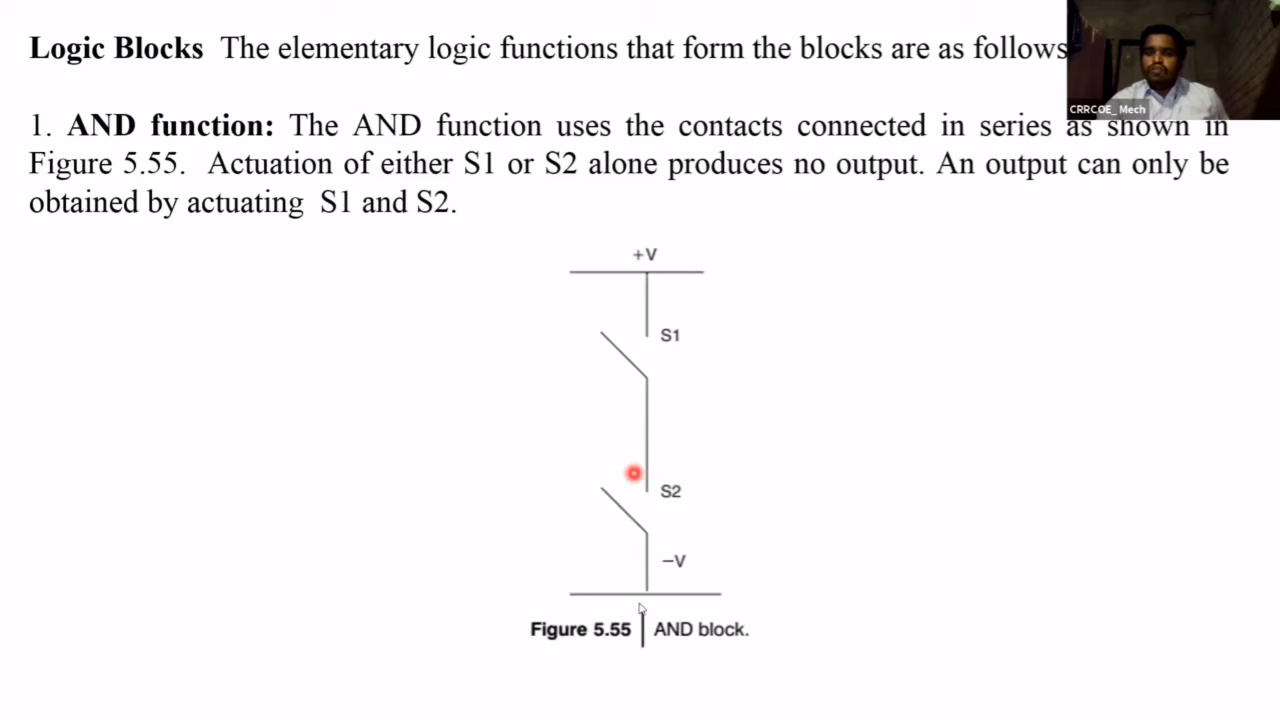 Logic Blocks The elementary logic functions that form the blocks are as follows
CRRCOE_ Mech
1. AND function: The AND function uses the contacts connected in series as shown in
Figure 5.55. Actuation of either S1 or S2 alone produces no output. An output can only be
obtained by actuating S1 and S2.
+V
S1
S2
−V
Figure 5.55 AND block.